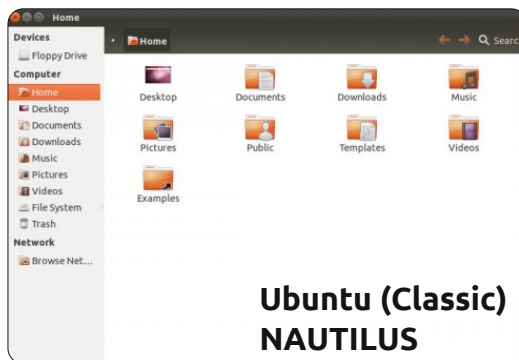 Home
Devices
Floppy Drive
Computer
Home
Desktop
Documents
Downloads
Music
Pictures
Videos
File System
Trash
Network
Browse Net...
Home
Searc
Desktop
Documents
Downloads
Music
Pictures
Public
Templates
Videos
Examples
Ubuntu (Classic)
NAUTILUS